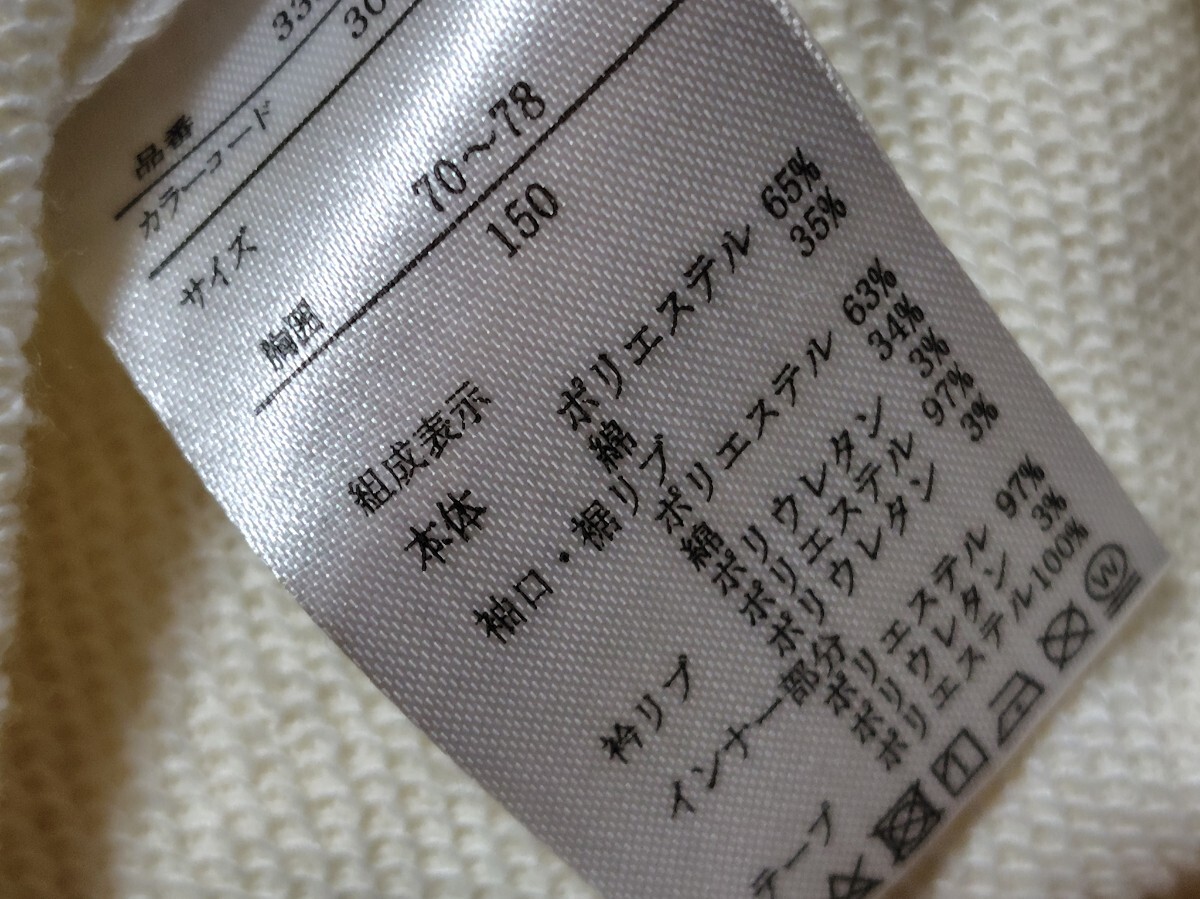 品番 33
カラーコード 30
サイズ
70～78
胸囲 150
組成表示
本体 ポリエステル 65%
綿 35%
袖口・裾リブ
ポリエステル 63%
綿 34%
ポリウレタン 3%
衿リブ ポリエステル 97%
ポリウレタン 3%
インナー部分
ポリエステル 97%
ポリウレタン 3%
テープ ポリエステル100%
W